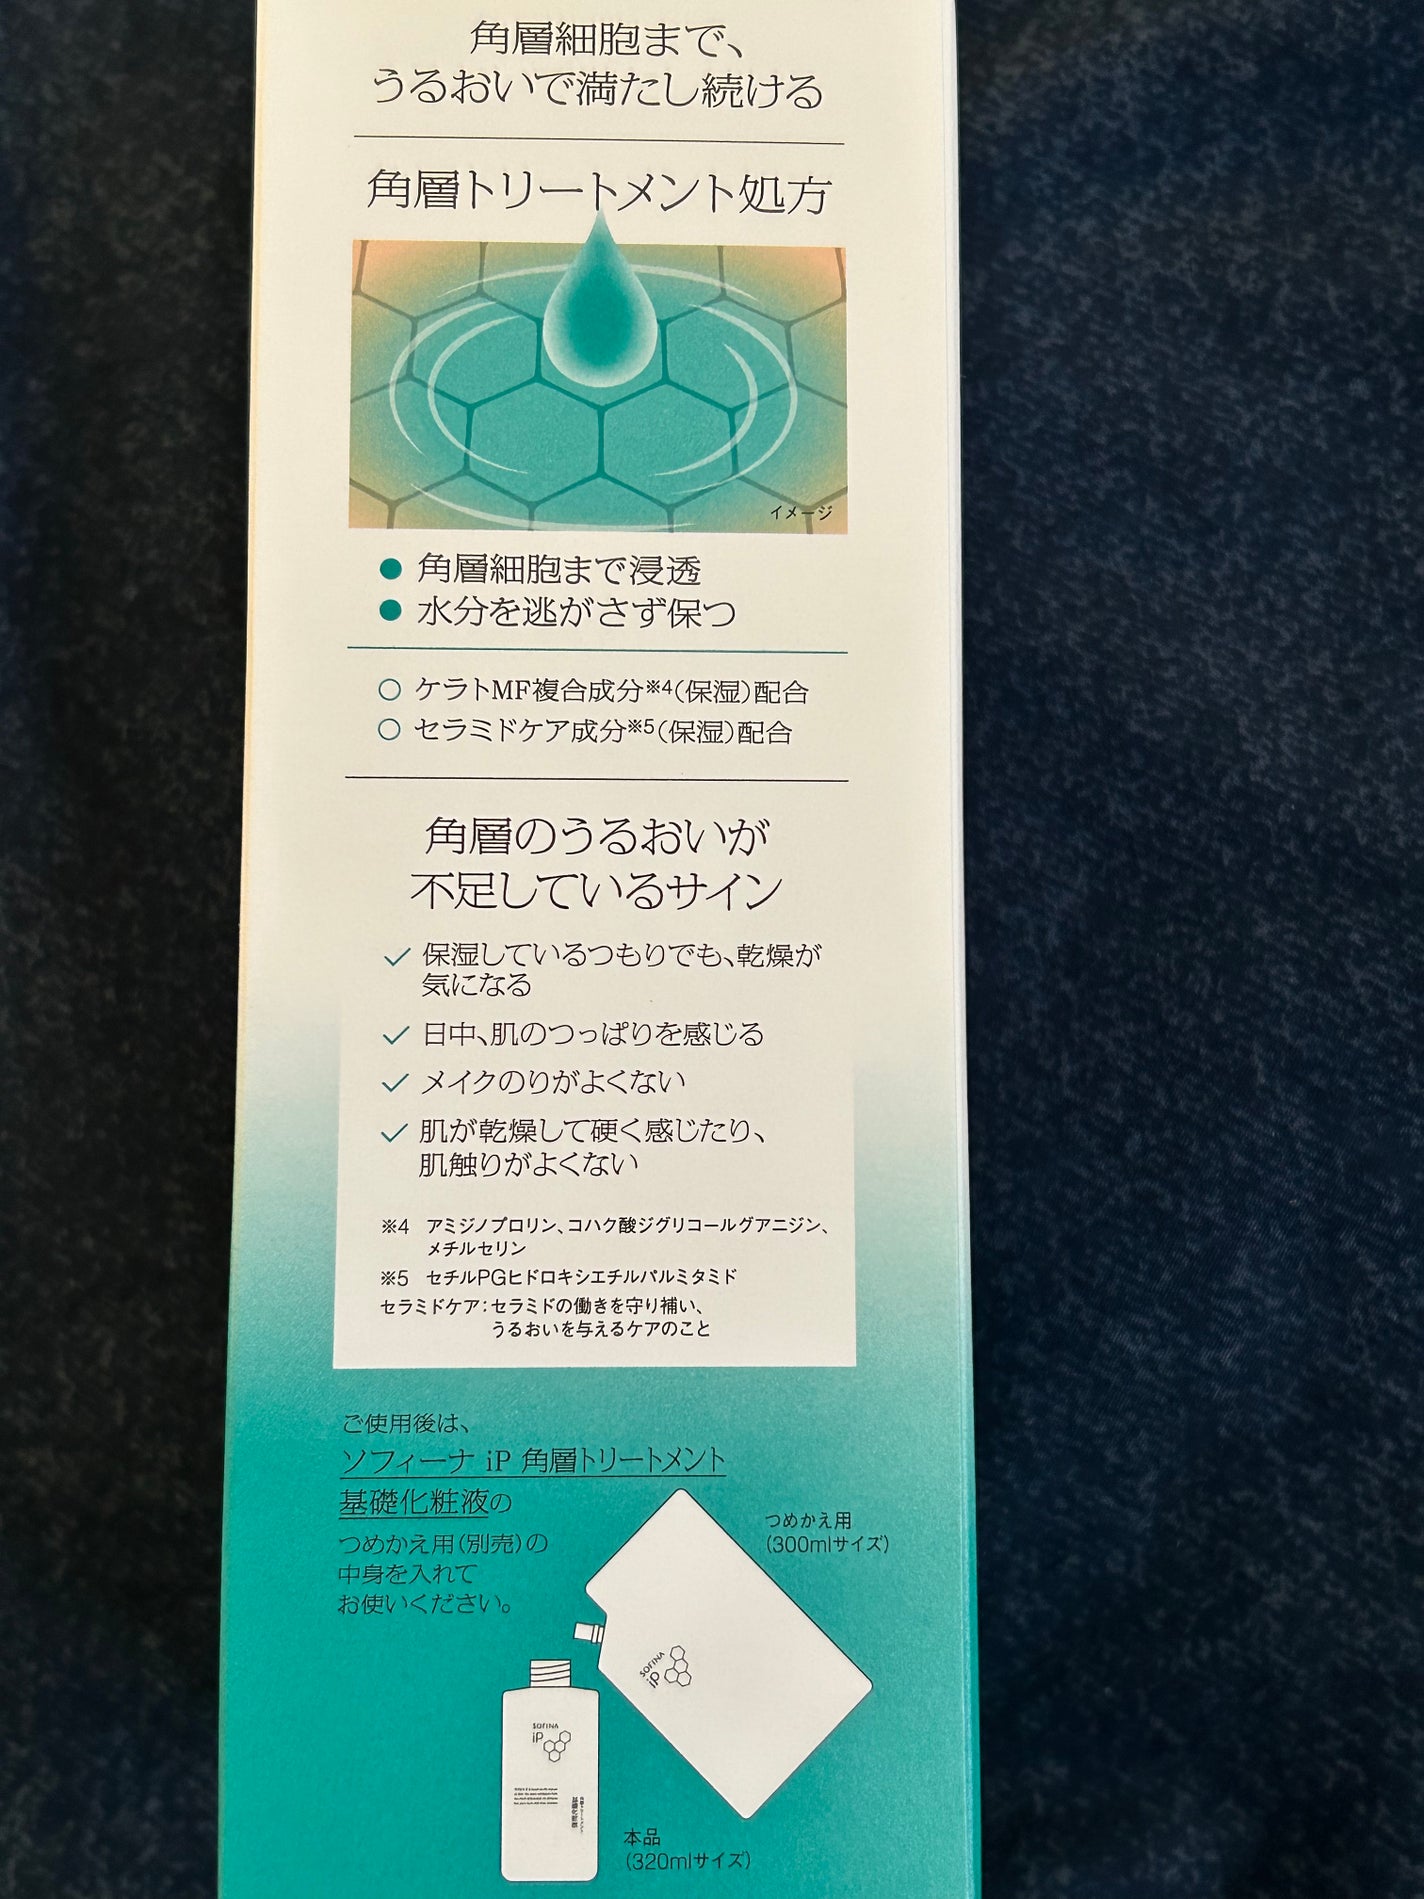 角層細胞まで、
うるおいで満たし続ける
角層トリートメント処方
イメージ
● 角層細胞まで浸透
● 水分を逃がさず保つ
○ ケラトMF複合成分※4(保湿)配合
○ セラミドケア成分※5(保湿)配合
角層のうるおいが
不足しているサイン
✓ 保湿しているつもりでも、乾燥が
気になる
✓ 日中、肌のつっぱりを感じる
✓ メイクのりがよくない
✓ 肌が乾燥して硬く感じたり、
肌触りがよくない
※4 アミジノプロリン、コハク酸ジグリコールグアニジン、
メチルセリン
※5 セチルPGヒドロキシエチルパルミタミド
セラミドケア：セラミドの働きを守り補い、
うるおいを与えるケアのこと
ご使用後は、
ソフィーナ iP 角層トリートメント
基礎化粧液の
つめかえ用(別売)の
中身を入れて
お使いください。
つめかえ用
(300mlサイズ)
SOFINA
iP
SOFINA
iP
角層トリートメント
基礎化粧液
本品
(320mlサイズ)